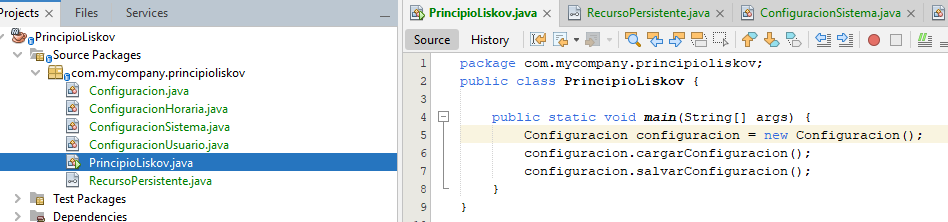 Projects
Files
Services
PrincipioLiskov
Source Packages
com.mycompany.principioliskov
Configuracion.java
ConfiguracionHoraria.java
ConfiguracionSistema.java
ConfiguracionUsuario.java
PrincipioLiskov.java
RecursoPersistente.java
Test Packages
Dependencies
PrincipioLiskov.java
RecursoPersistente.java
ConfiguracionSistema.java
Source
History
1 package com.mycompany.principioliskov;
2 public class PrincipioLiskov {
3
4 public static void main(String[] args) {
5 Configuracion configuracion = new Configuracion();
6 configuracion.cargarConfiguracion();
7 configuracion.salvarConfiguracion();
8 }
9 }